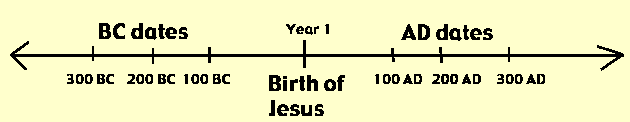 BC dates
Year 1
AD dates
300 BC
200 BC
100 BC
Birth of
Jesus
100 AD
200 AD
300 AD